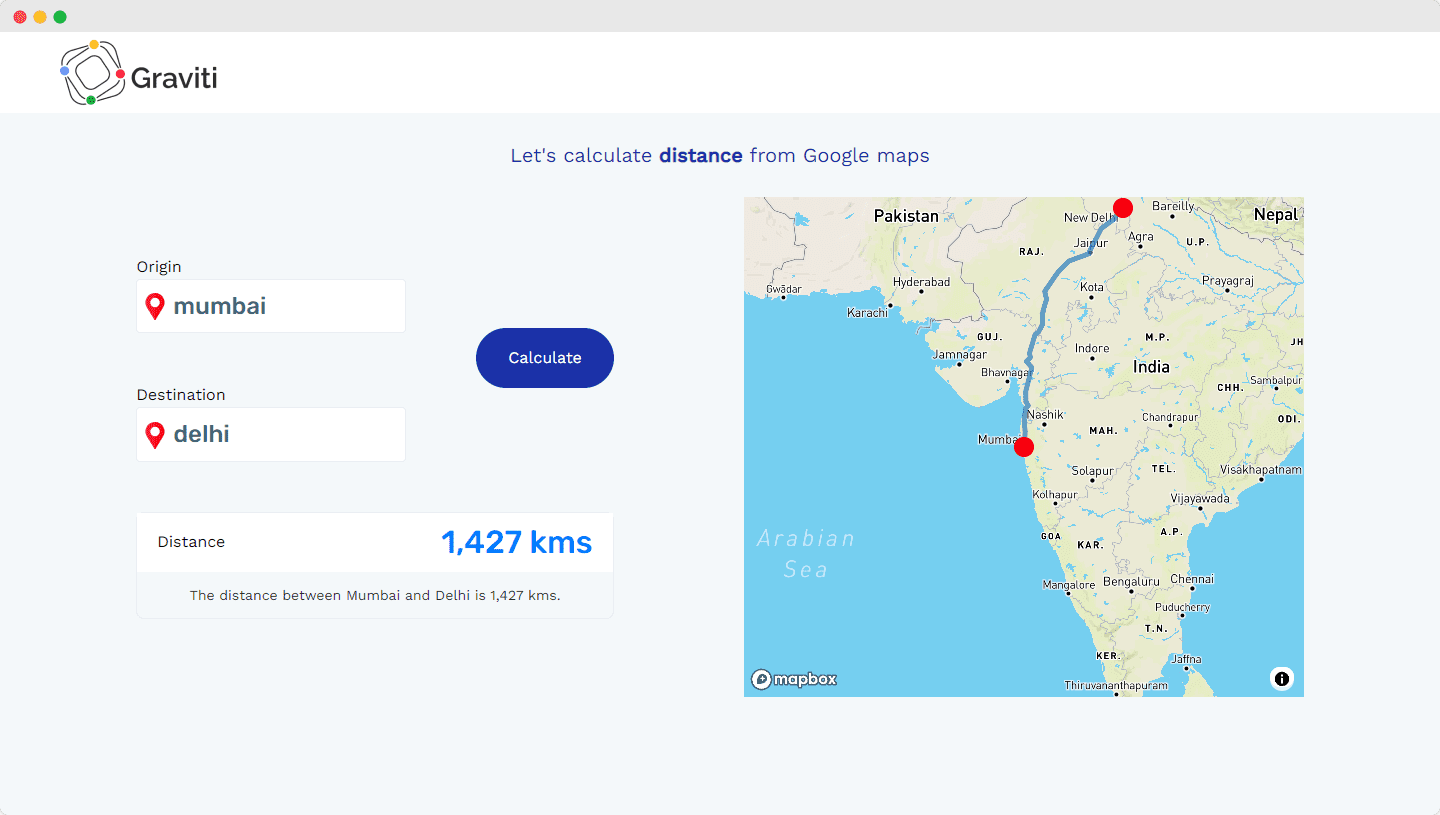 Graviti
Let's calculate distance from Google maps
Origin
mumbai
Calculate
Destination
delhi
Distance
1,427 kms
The distance between Mumbai and Delhi is 1,427 kms.
Pakistan
New Delh
Bareilly
Nepal
RAJ.
Jaipur
Agra
U.P.
Gwādar
Hyderabad
Kota
Prayagraj
Karachi
GUJ.
M.P.
JH
Jamnagar
Indore
India
Bhavnagar
CHH.
Sambalpur
Nashik
Chandrapur
ODI.
Mumba
MAH.
Solapur
TEL.
Visakhapatnam
Kolhapur
Vijayawada
Arabian
Sea
GOA
KAR.
A.P.
Mangalore
Bengaluru
Chennai
Puducherry
T.N.
KER.
Jaffna
mapbox
Thiruvananthapuram
i